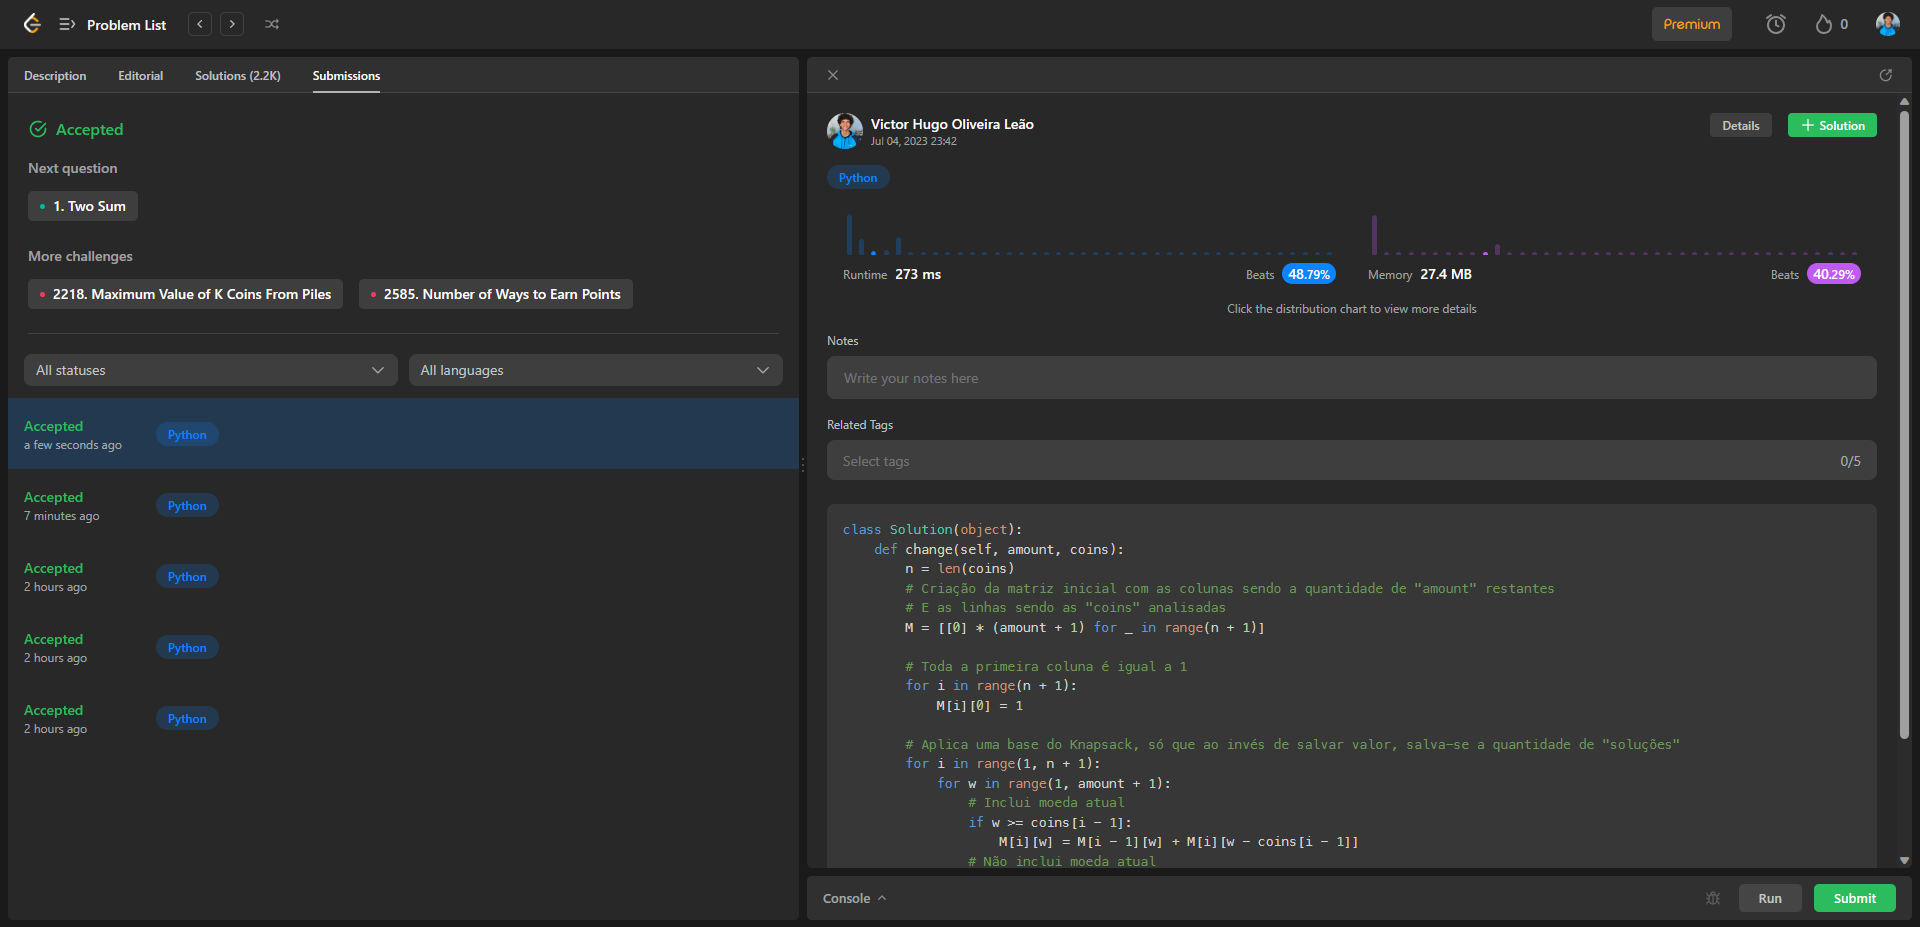 Problem List
Premium
0
Description
Editorial
Solutions (2.2K)
Submissions
Accepted
Next question
1. Two Sum
More challenges
2218. Maximum Value of K Coins From Piles
2585. Number of Ways to Earn Points
All statuses
All languages
Accepted
a few seconds ago
Python
Accepted
7 minutes ago
Python
Accepted
2 hours ago
Python
Accepted
2 hours ago
Python
Accepted
2 hours ago
Python
Victor Hugo Oliveira Leão
Jul 04, 2023 23:42
Details
Solution
Python
Runtime 273 ms
Beats 48.79%
Memory 27.4 MB
Beats 40.29%
Click the distribution chart to view more details
Notes
Write your notes here
Related Tags
Select tags
0/5
class Solution(object):
    def change(self, amount, coins):
        n = len(coins)
        # Criação da matriz inicial com as colunas sendo a quantidade de "amount" restantes
        # E as linhas sendo as "coins" analisadas
        M = [[0] * (amount + 1) for _ in range(n + 1)]
        # Toda a primeira coluna é igual a 1
        for i in range(n + 1):
            M[i][0] = 1
        # Aplica uma base do Knapsack, só que ao invés de salvar valor, salva-se a quantidade de "soluções"
        for i in range(1, n + 1):
            for w in range(1, amount + 1):
                # Inclui moeda atual
                if w >= coins[i - 1]:
                    M[i][w] = M[i - 1][w] + M[i][w - coins[i - 1]]
                # Não inclui moeda atual
Console
Run
Submit